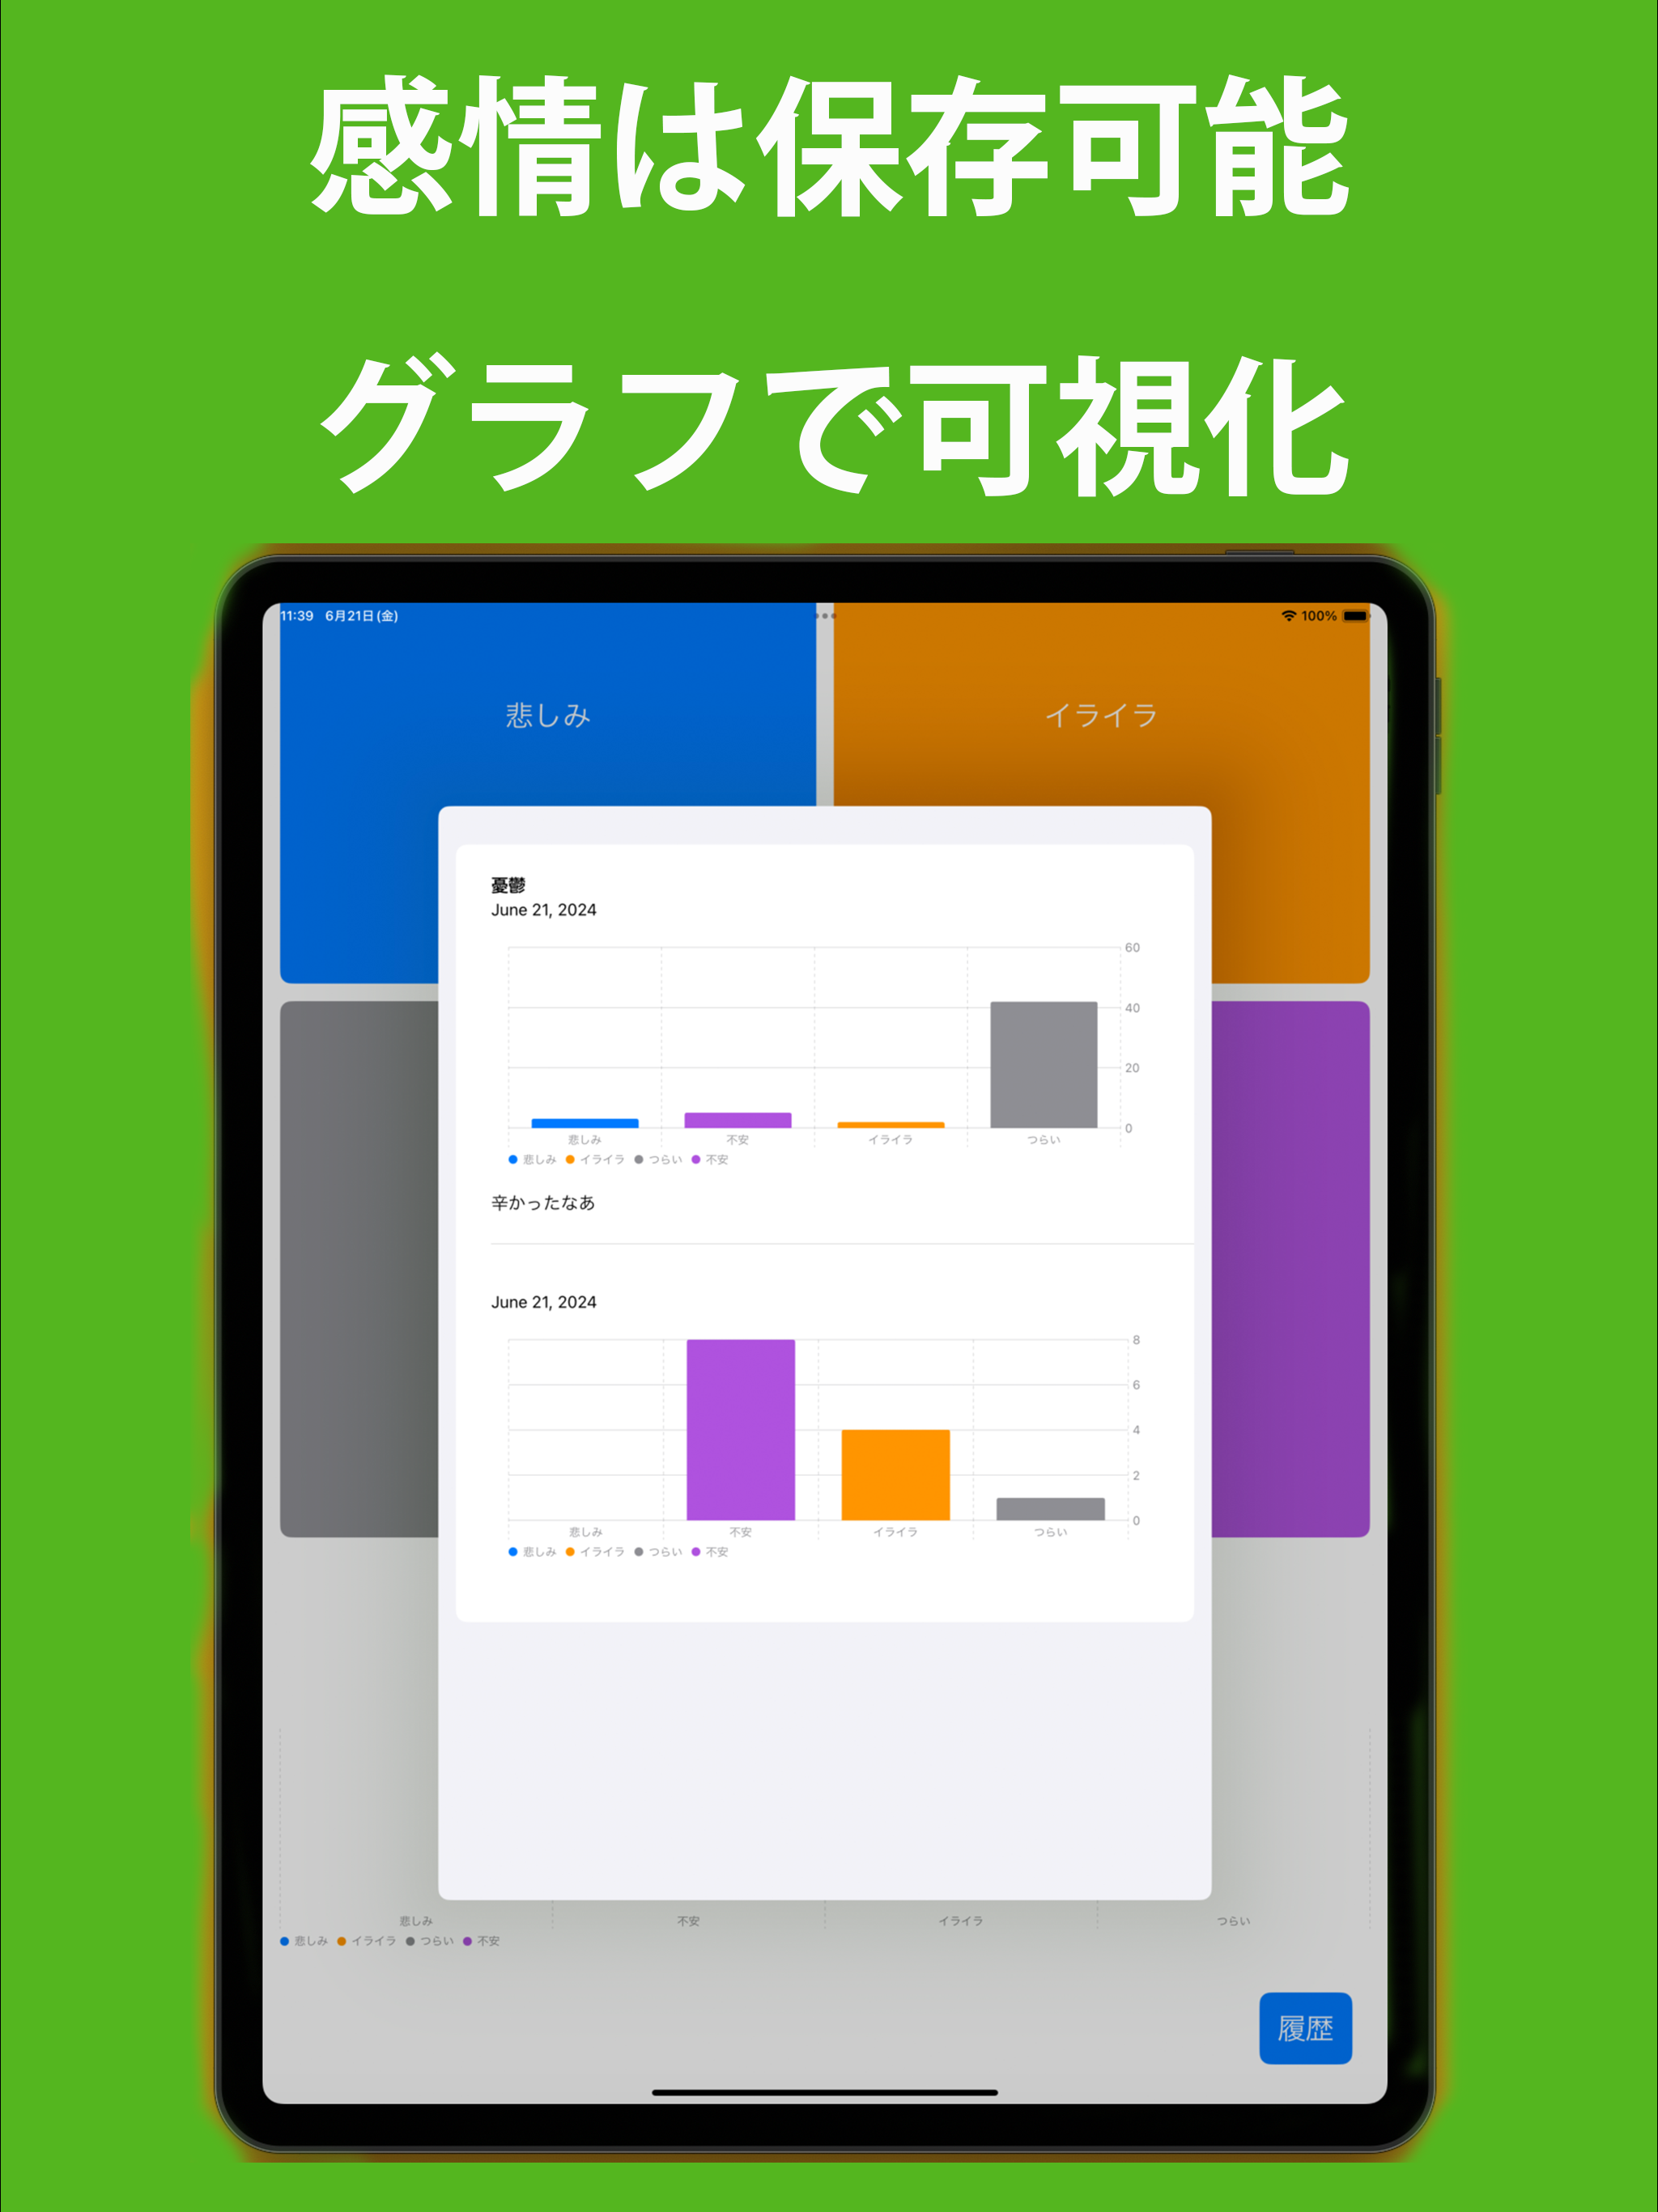 感情は保存可能
グラフで可視化
11:39 6月21日(金)
100%
悲しみ
イライラ
憂鬱
June 21, 2024
60
40
20
0
悲しみ 不安 イライラ つらい
悲しみ イライラ つらい 不安
辛かったなあ
June 21, 2024
8
6
4
2
0
悲しみ 不安 イライラ つらい
悲しみ イライラ つらい 不安
悲しみ 不安 イライラ つらい
悲しみ イライラ つらい 不安
履歴